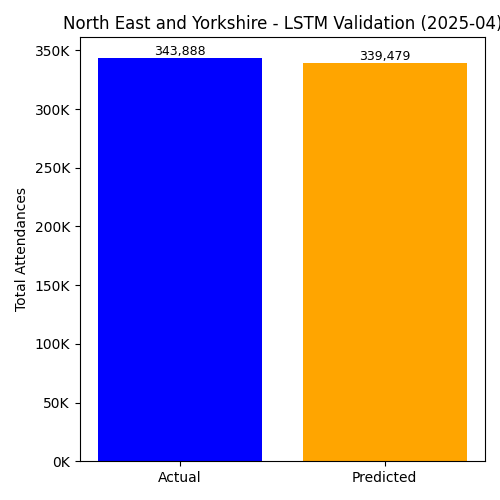 North East and Yorkshire - LSTM Validation (2025-04)
350K
300K
250K
200K
150K
100K
50K
0K
Total Attendances
343,888
339,479
Actual
Predicted